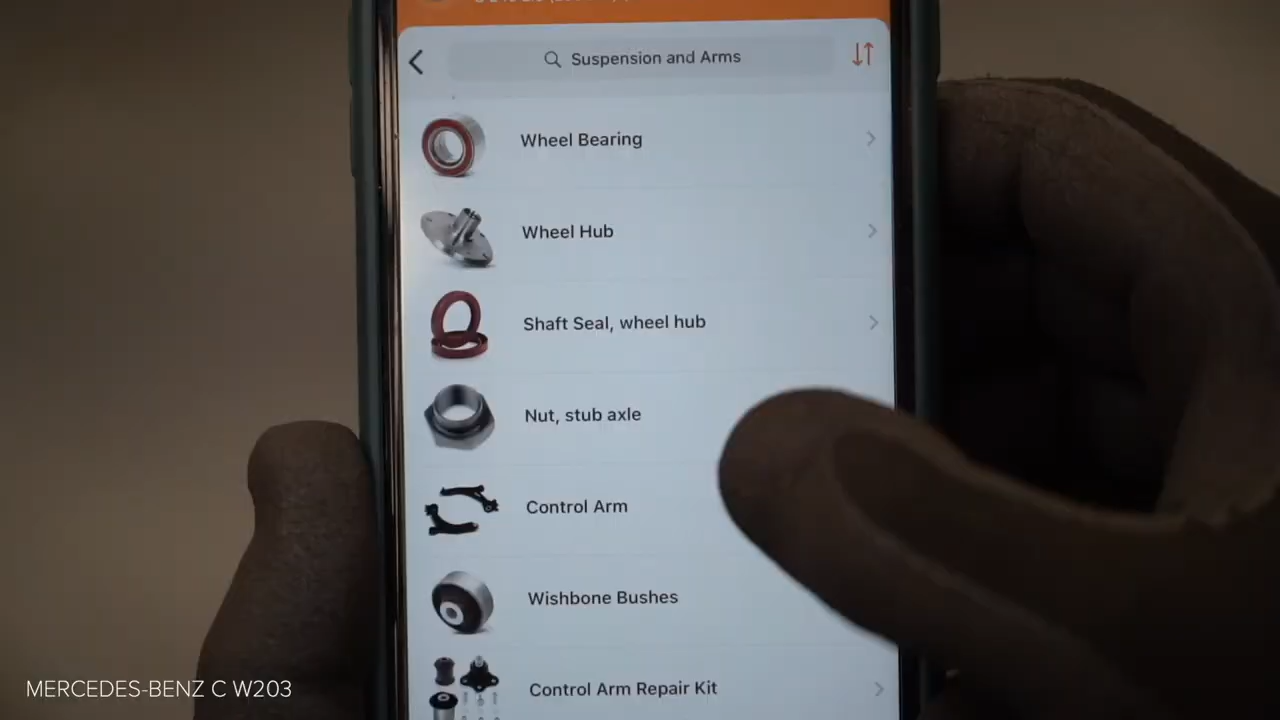 Suspension and Arms
Wheel Bearing
Wheel Hub
Shaft Seal, wheel hub
Nut, stub axle
Control Arm
Wishbone Bushes
Control Arm Repair Kit
MERCEDES-BENZ C W203